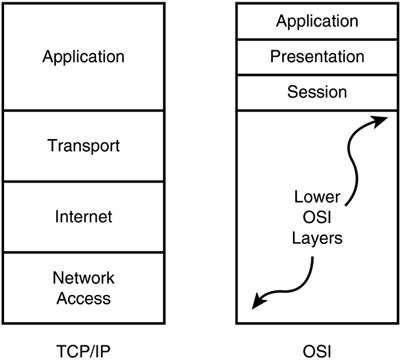 Application
Transport
Internet
Network
Access
TCP/IP
Application
Presentation
Session
Lower
OSI
Layers
OSI